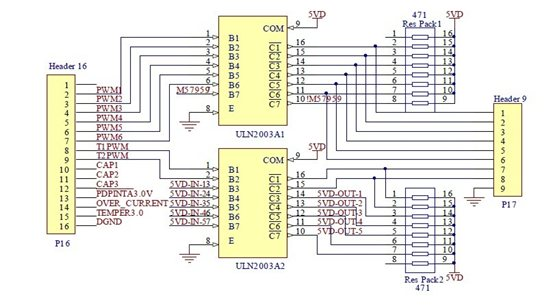 471
Res Pack1
5VD
5VD
9
COM
1 B1 C1 16 1 16
2 B2 C2 15 2 15
3 B3 C3 14 3 14
4 B4 C4 13 4 13
5 B5 C5 12 5 12
6 B6 C6 11 6 11
M57959 7 B7 C7 10 !M57959 7 10
8 E 8 9
ULN2003A1
Header 16
1
2 PWM1
3 PWM2
4 PWM3
5 PWM4
6 PWM5
7 PWM6
8 T1PWM
9 T2PWM
10 CAP1
11 CAP2
12 CAP3
13 PDPINTA3.0V
14 OVER_CURRENT
15 TEMPER3.0
16 DGND
P16
Header 9
1
2
3
4
5
6
7
8
9
P17
5VD
9
COM
1 B1 C1 16
2 B2 C2 15
5VD-IN-13 B3 C3 14 5VD-OUT-1 1 16
5VD-IN-24 B4 C4 13 5VD-OUT-2 2 15
5VD-IN-35 B5 C5 12 5VD-OUT-3 3 14
5VD-IN-46 B6 C6 11 5VD-OUT-4 4 13
5VD-IN-57 B7 C7 10 5VD-OUT-5 5 12
6 11
7 10
8 E 8 9
ULN2003A2
Res Pack2 5VD
471